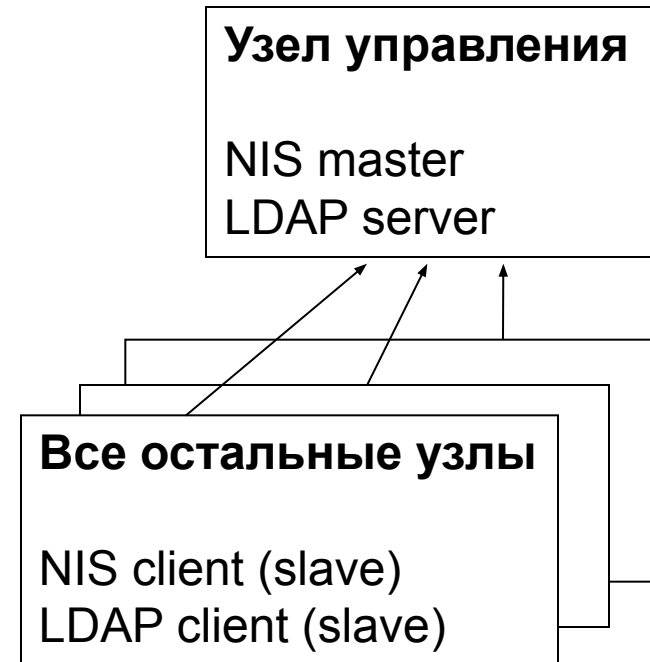 Узел управления
NIS master
LDAP server
Все остальные узлы
NIS client (slave)
LDAP client (slave)